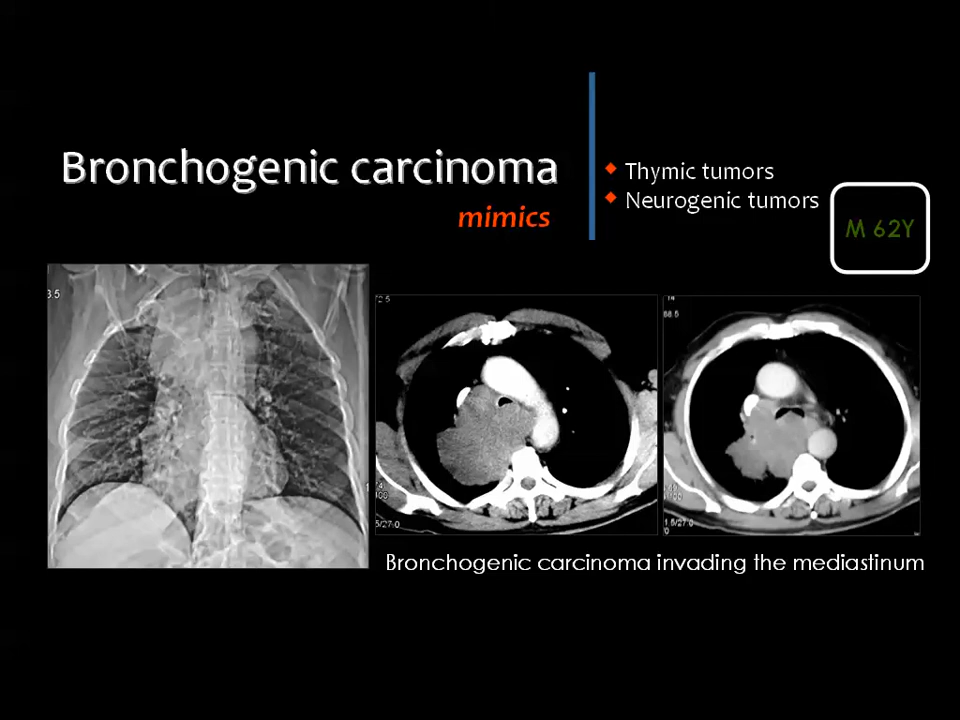 Bronchogenic carcinoma
mimics
Thymic tumors
Neurogenic tumors
M 62Y
Bronchogenic carcinoma invading the mediastinum